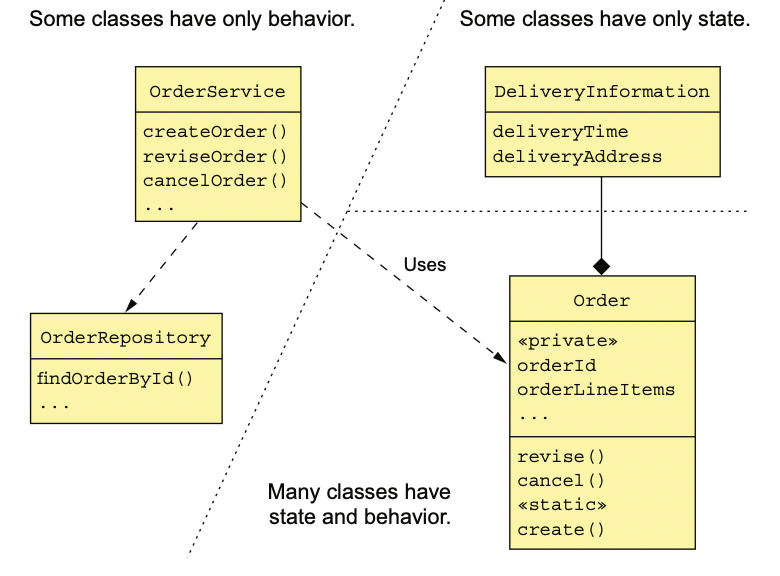 Some classes have only behavior.
Some classes have only state.
OrderService
createOrder()
reviseOrder()
cancelOrder()
...
DeliveryInformation
deliveryTime
deliveryAddress
Uses
OrderRepository
findOrderById()
...
Order
«private»
orderId
orderLineItems
...
revise()
cancel()
«static»
create()
Many classes have
state and behavior.